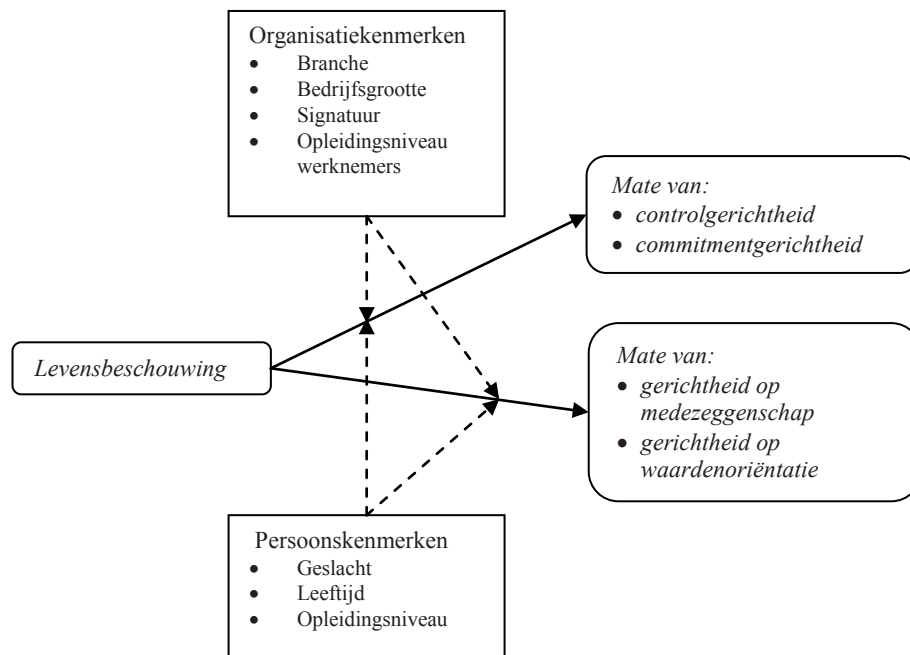 Organisatiekenmerken
● Branche
● Bedrijfsgrootte
● Signatuur
● Opleidingsniveau
werknemers
Mate van:
● controlgerichtheid
● commitmentgerichtheid
Levensbeschouwing
Mate van:
● gerichtheid op
medezeggenschap
● gerichtheid op
waardenoriëntatie
Persoonskenmerken
● Geslacht
● Leeftijd
● Opleidingsniveau